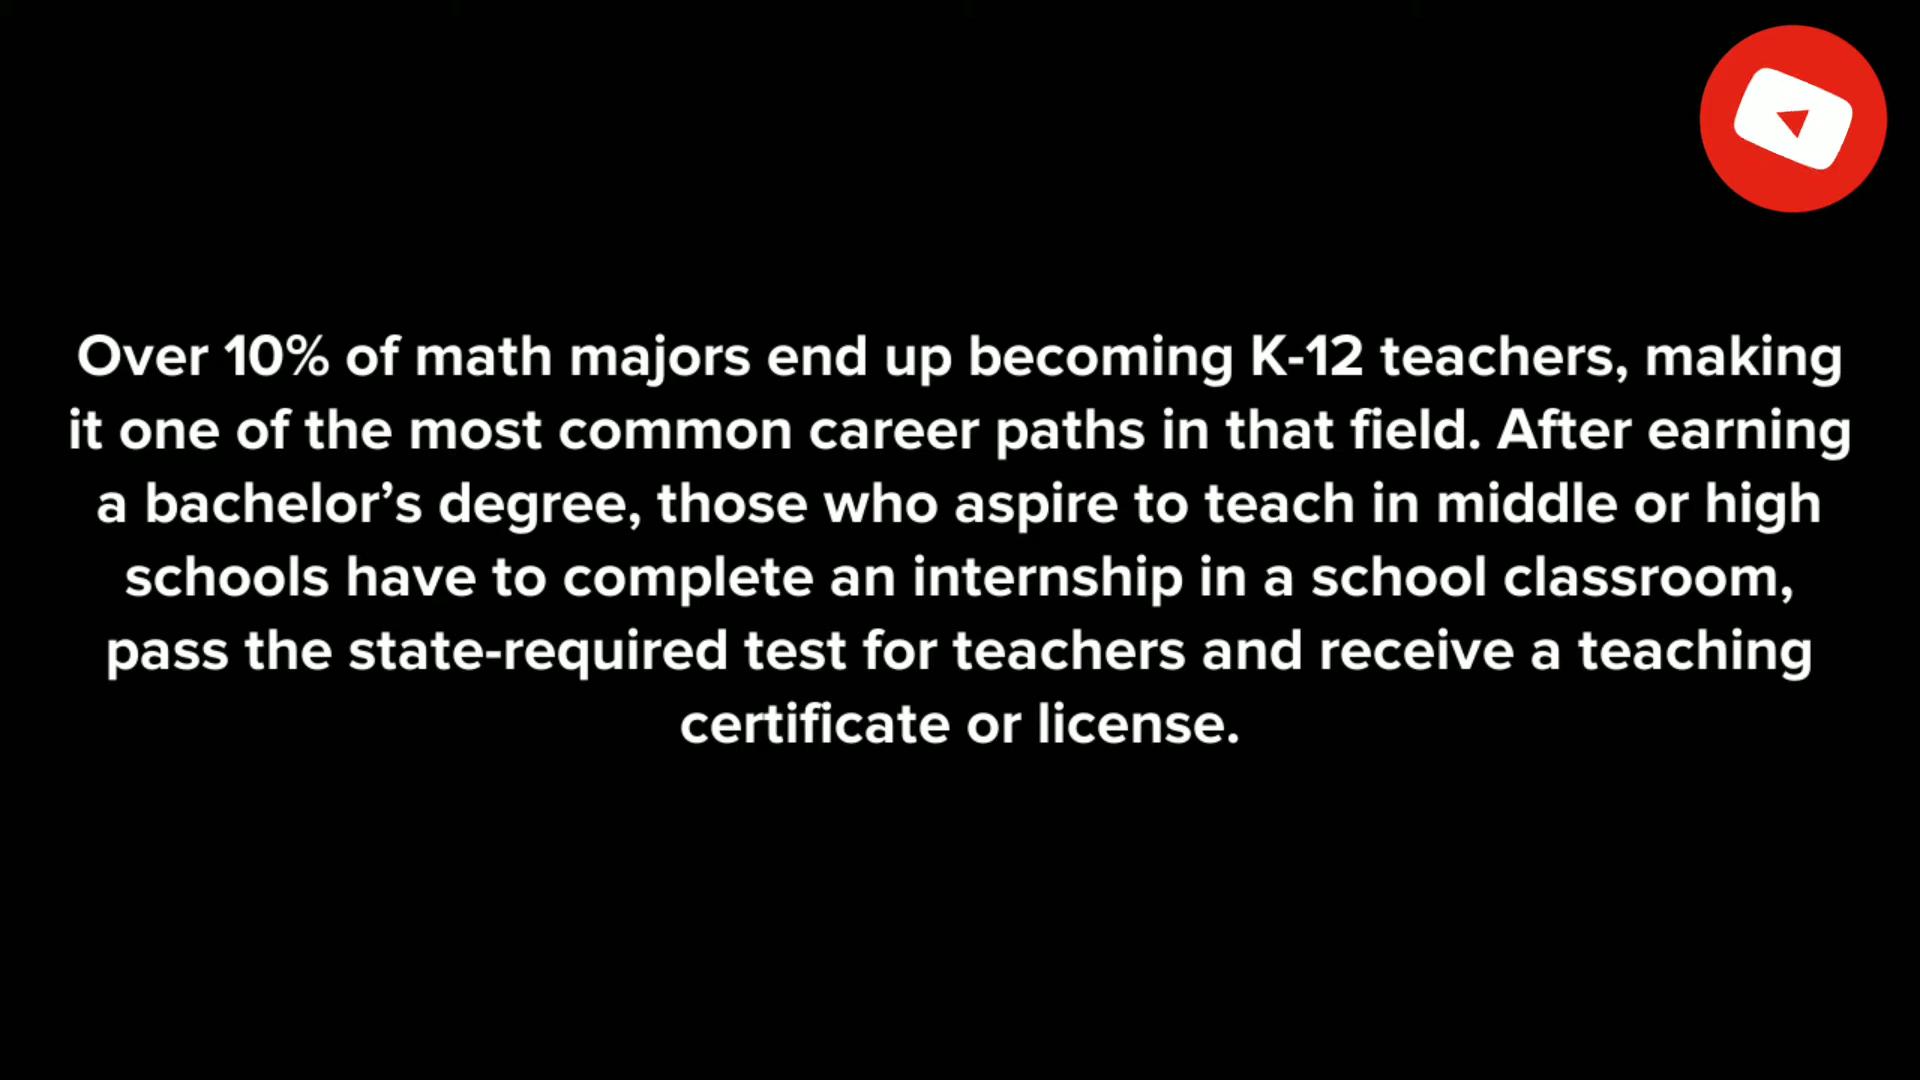 Over 10% of math majors end up becoming K-12 teachers, making
it one of the most common career paths in that field. After earning
a bachelor’s degree, those who aspire to teach in middle or high
schools have to complete an internship in a school classroom,
pass the state-required test for teachers and receive a teaching
certificate or license.